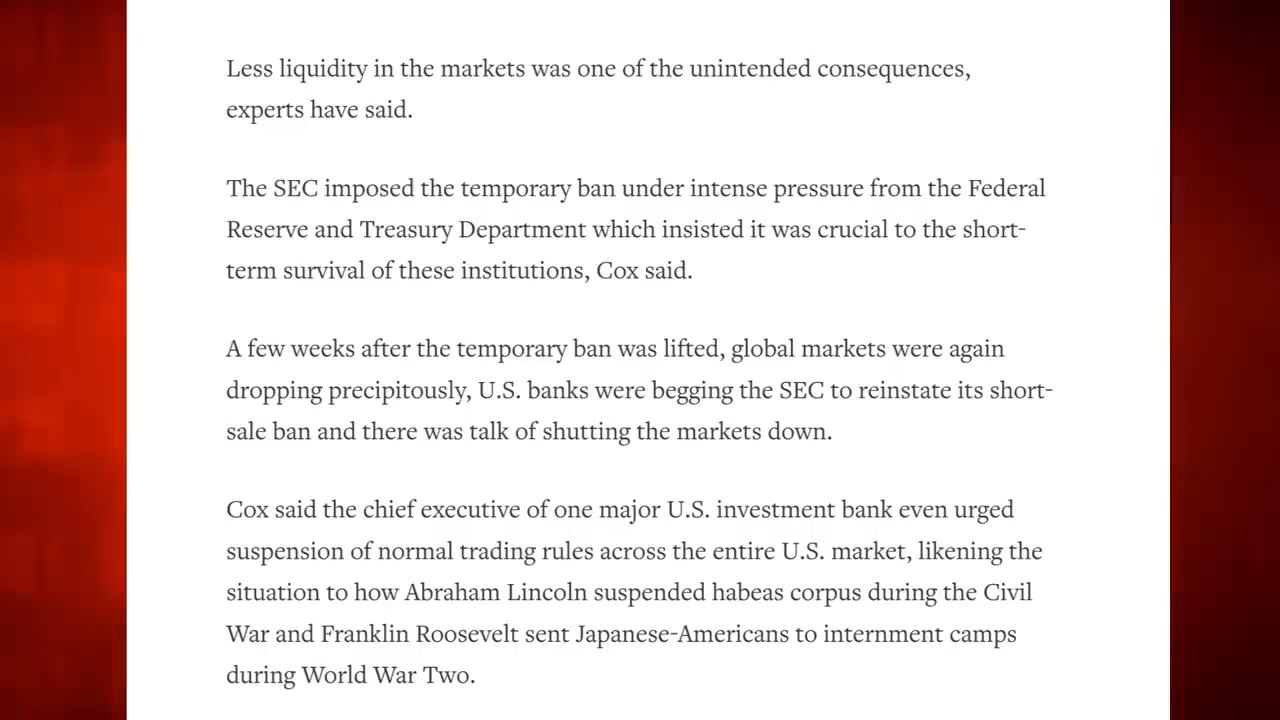 Less liquidity in the markets was one of the unintended consequences,
experts have said.
The SEC imposed the temporary ban under intense pressure from the Federal
Reserve and Treasury Department which insisted it was crucial to the short-
term survival of these institutions, Cox said.
A few weeks after the temporary ban was lifted, global markets were again
dropping precipitously, U.S. banks were begging the SEC to reinstate its short-
sale ban and there was talk of shutting the markets down.
Cox said the chief executive of one major U.S. investment bank even urged
suspension of normal trading rules across the entire U.S. market, likening the
situation to how Abraham Lincoln suspended habeas corpus during the Civil
War and Franklin Roosevelt sent Japanese-Americans to internment camps
during World War Two.